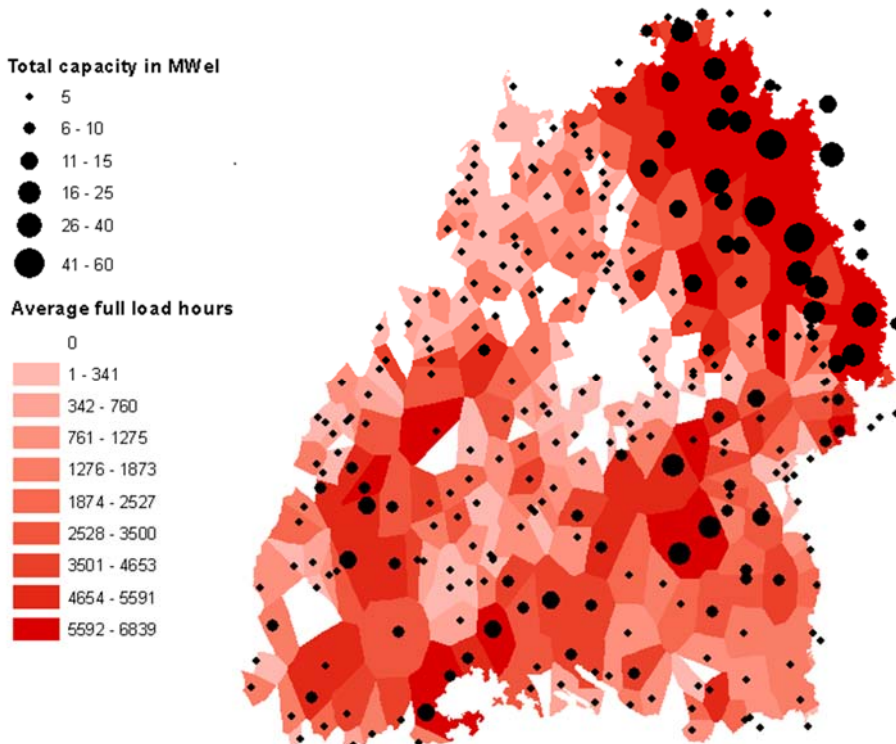 Total capacity in MWel
5
6 - 10
11 - 15
16 - 25
26 - 40
41 - 60
Average full load hours
0
1 - 341
342 - 760
761 - 1275
1276 - 1873
1874 - 2527
2528 - 3500
3501 - 4653
4654 - 5591
5592 - 6839